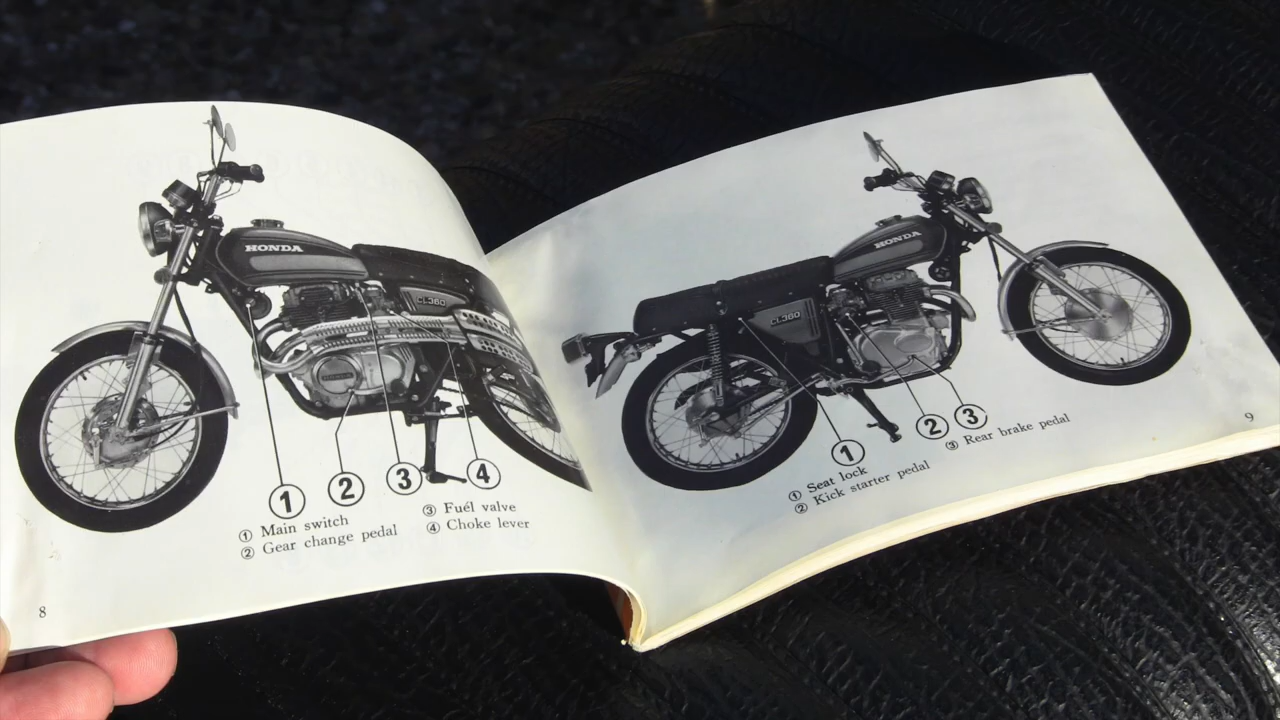 HONDA
CL360
HONDA
1 2 3 4
① Main switch
② Gear change pedal
③ Fuel valve
④ Choke lever
8
HONDA
CL360
1 2 3
① Seat lock
② Kick starter pedal
③ Rear brake pedal
9